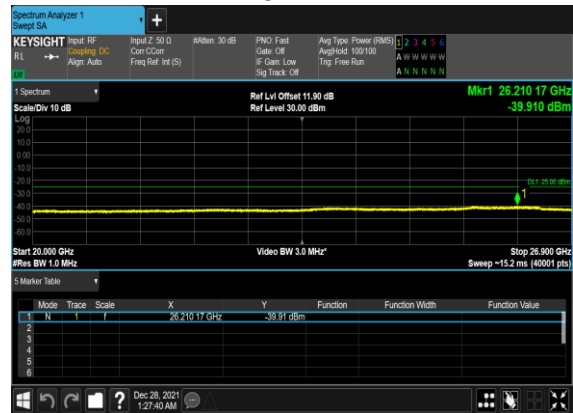 Spectrum Analyzer 1
Swept SA
+
KEYSIGHT Input: RF Input Z: 50 Ω #Atten: 30 dB PNO: Fast Avg Type: Power (RMS) 1 2 3 4 5 6
RL Coupling: DC Corr CCorr Gate: Off Avg|Hold: 100/100 A W W W W W
Align: Auto Freq Ref: Int (S) IF Gain: Low Trig: Free Run
Sig Track: Off A N N N N N
1 Spectrum Ref Lvl Offset 11.90 dB Mkr1 26.210 17 GHz
Scale/Div 10 dB Ref Level 30.00 dBm -39.910 dBm
Log
20.0
10.0
0.00
-10.0
-20.0 DL1 -25.00 dBm
-30.0 1
-40.0
-50.0
-60.0
Start 20.000 GHz Video BW 3.0 MHz* Stop 26.900 GHz
#Res BW 1.0 MHz Sweep ~15.2 ms (40001 pts)
5 Marker Table
Mode Trace Scale X Y Function Function Width Function Value
1 N 1 f 26.210 17 GHz -39.91 dBm
2
3
4
5
6
? Dec 28, 2021
1:27:40 AM